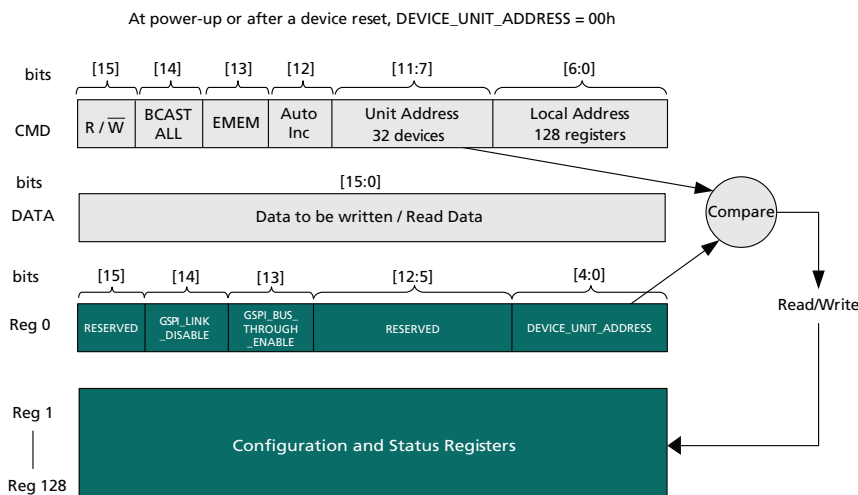 At power-up or after a device reset, DEVICE_UNIT_ADDRESS = 00h
bits [15] [14] [13] [12] [11:7] [6:0]
CMD
R / W
BCAST
ALL
EMEM
Auto
Inc
Unit Address
32 devices
Local Address
128 registers
bits [15:0]
DATA Data to be written / Read Data
Compare
bits [15] [14] [13] [12:5] [4:0]
Read/Write
Reg 0
RESERVED
GSPI_LINK
_DISABLE
GSPI_BUS_
THROUGH
_ENABLE
RESERVED
DEVICE_UNIT_ADDRESS
Reg 1
Configuration and Status Registers
Reg 128